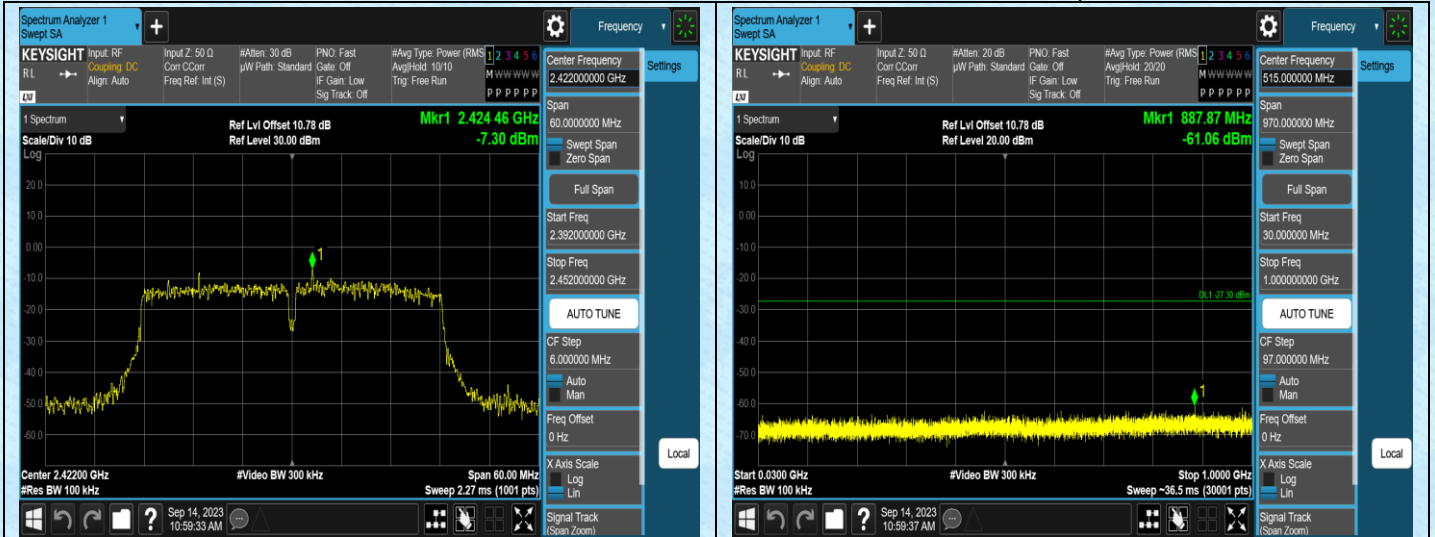 Spectrum Analyzer 1
Swept SA
+
Frequency
KEYSIGHT
RL
LXI
Input: RF
Coupling: DC
Align: Auto
Input Z: 50 Ω
Corr CCorr
Freq Ref: Int (S)
#Atten: 30 dB
µW Path: Standard
PNO: Fast
Gate: Off
IF Gain: Low
Sig Track: Off
#Avg Type: Power (RMS
Avg|Hold: 10/10
Trig: Free Run
1 2 3 4 5 6
M W W W W W
P P P P P P
1 Spectrum
Scale/Div 10 dB
Log
Ref Lvl Offset 10.78 dB
Ref Level 30.00 dBm
Mkr1 2.424 46 GHz
-7.30 dBm
20.0
10.0
0.00
-10.0
-20.0
-30.0
-40.0
-50.0
-60.0
1
Center 2.42200 GHz
#Res BW 100 kHz
#Video BW 300 kHz
Span 60.00 MHz
Sweep 2.27 ms (1001 pts)
Center Frequency
2.422000000 GHz
Settings
Span
60.0000000 MHz
Swept Span
Zero Span
Full Span
Start Freq
2.392000000 GHz
Stop Freq
2.452000000 GHz
AUTO TUNE
CF Step
6.000000 MHz
Auto
Man
Freq Offset
0 Hz
X Axis Scale
Log
Lin
Signal Track
(Span Zoom)
Local
?
Sep 14, 2023
10:59:33 AM
Spectrum Analyzer 1
Swept SA
+
Frequency
KEYSIGHT
RL
LXI
Input: RF
Coupling: DC
Align: Auto
Input Z: 50 Ω
Corr CCorr
Freq Ref: Int (S)
#Atten: 20 dB
µW Path: Standard
PNO: Fast
Gate: Off
IF Gain: Low
Sig Track: Off
#Avg Type: Power (RMS
Avg|Hold: 20/20
Trig: Free Run
1 2 3 4 5 6
M W W W W W
P P P P P P
1 Spectrum
Scale/Div 10 dB
Log
Ref Lvl Offset 10.78 dB
Ref Level 20.00 dBm
Mkr1 887.87 MHz
-61.06 dBm
10.0
0.00
-10.0
-20.0
-30.0
-40.0
-50.0
-60.0
-70.0
DL1 -27.30 dBm
1
Start 0.0300 GHz
#Res BW 100 kHz
#Video BW 300 kHz
Stop 1.0000 GHz
Sweep ~36.5 ms (30001 pts)
Center Frequency
515.000000 MHz
Settings
Span
970.000000 MHz
Swept Span
Zero Span
Full Span
Start Freq
30.000000 MHz
Stop Freq
1.000000000 GHz
AUTO TUNE
CF Step
97.000000 MHz
Auto
Man
Freq Offset
0 Hz
X Axis Scale
Log
Lin
Signal Track
(Span Zoom)
Local
?
Sep 14, 2023
10:59:37 AM